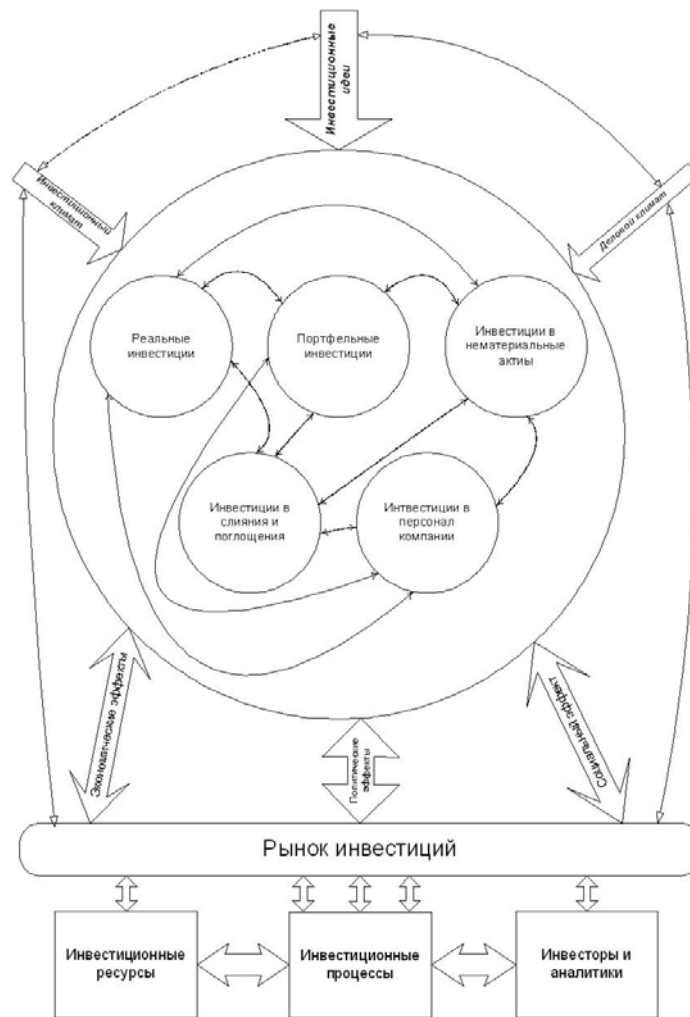 Инвестиционные
идеи
Инвестиционный
климат
Деловой климат
Реальные
инвестиции
Портфельные
инвестиции
Инвестиции в
нематериальные
активы
Инвестиции в
слияния и
поглощения
Интвестиции в
персонал
компании
Экономические эффекты
Политические
эффекты
Социальный эффект
Рынок инвестиций
Инвестиционные
ресурсы
Инвестиционные
процессы
Инвесторы и
аналитики